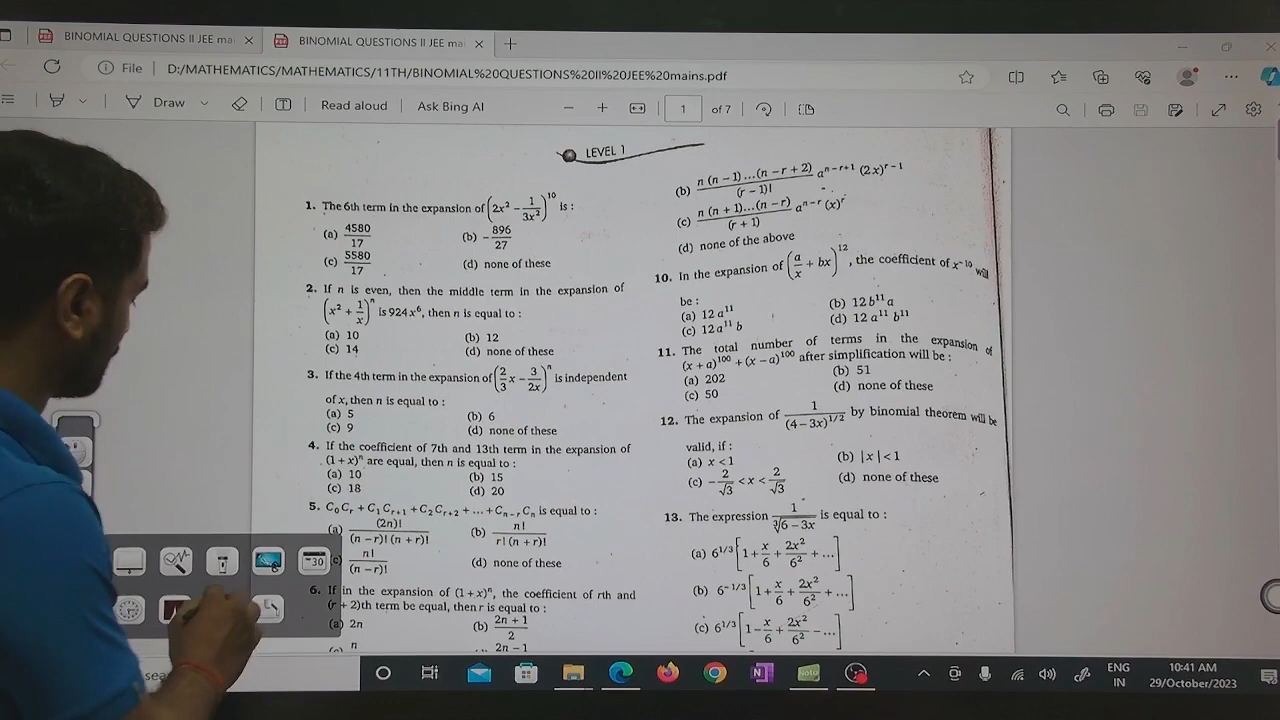 BINOMIAL QUESTIONS II JEE mai
BINOMIAL QUESTIONS II JEE mai
File D:/MATHEMATICS/MATHEMATICS/11TH/BINOMIAL%20QUESTIONS%20II%20JEE%20mains.pdf
Draw Read aloud Ask Bing AI 1 of 7
LEVEL 1
1. The 6th term in the expansion of (2x² - 1/3x²)¹⁰ is :
(a) 4580/17 (b) - 896/27
(c) 5580/17 (d) none of these
2. If n is even, then the middle term in the expansion of
(x² + 1/x)ⁿ is 924x⁶, then n is equal to :
(a) 10 (b) 12
(c) 14 (d) none of these
3. If the 4th term in the expansion of (2/3 x - 3/2x)ⁿ is independent
of x, then n is equal to :
(a) 5 (b) 6
(c) 9 (d) none of these
4. If the coefficient of 7th and 13th term in the expansion of
(1 + x)ⁿ are equal, then n is equal to :
(a) 10 (b) 15
(c) 18 (d) 20
5. C₀Cᵣ + C₁Cᵣ₊₁ + C₂Cᵣ₊₂ + ... + Cₙ₋ᵣCₙ is equal to :
(a) (2n)!/(n - r)! (n + r)! (b) n!/r! (n + r)!
(c) n!/(n - r)! (d) none of these
6. If in the expansion of (1 + x)ⁿ, the coefficient of rth and
(r + 2)th term be equal, then r is equal to :
(a) 2n (b) 2n + 1/2
n 2n - 1
(b) n (n - 1)...(n - r + 2)/(r - 1)! aⁿ⁻ʳ⁺¹ (2x)ʳ⁻¹
(c) n (n + 1)...(n - r)/(r + 1) aⁿ⁻ʳ (x)ʳ
(d) none of the above
10. In the expansion of (a/x + bx)¹², the coefficient of x⁻¹⁰ will
be :
(a) 12 a¹¹ (b) 12 b¹¹ a
(c) 12 a¹¹ b (d) 12 a¹¹ b¹¹
11. The total number of terms in the expansion of
(x + a)¹⁰⁰ + (x - a)¹⁰⁰ after simplification will be :
(a) 202 (b) 51
(c) 50 (d) none of these
12. The expansion of 1/(4 - 3x)^1/2 by binomial theorem will be
valid, if :
(a) x < 1 (b) |x| < 1
(c) - 2/√3 < x < 2/√3 (d) none of these
13. The expression 1/∛6 - 3x is equal to :
(a) 6^1/3 [1 + x/6 + 2x²/6² + ...]
(b) 6^-1/3 [1 + x/6 + 2x²/6² + ...]
(c) 6^1/3 [1 - x/6 + 2x²/6² - ...]
30
sea
ENG
IN
10:41 AM
29/October/2023